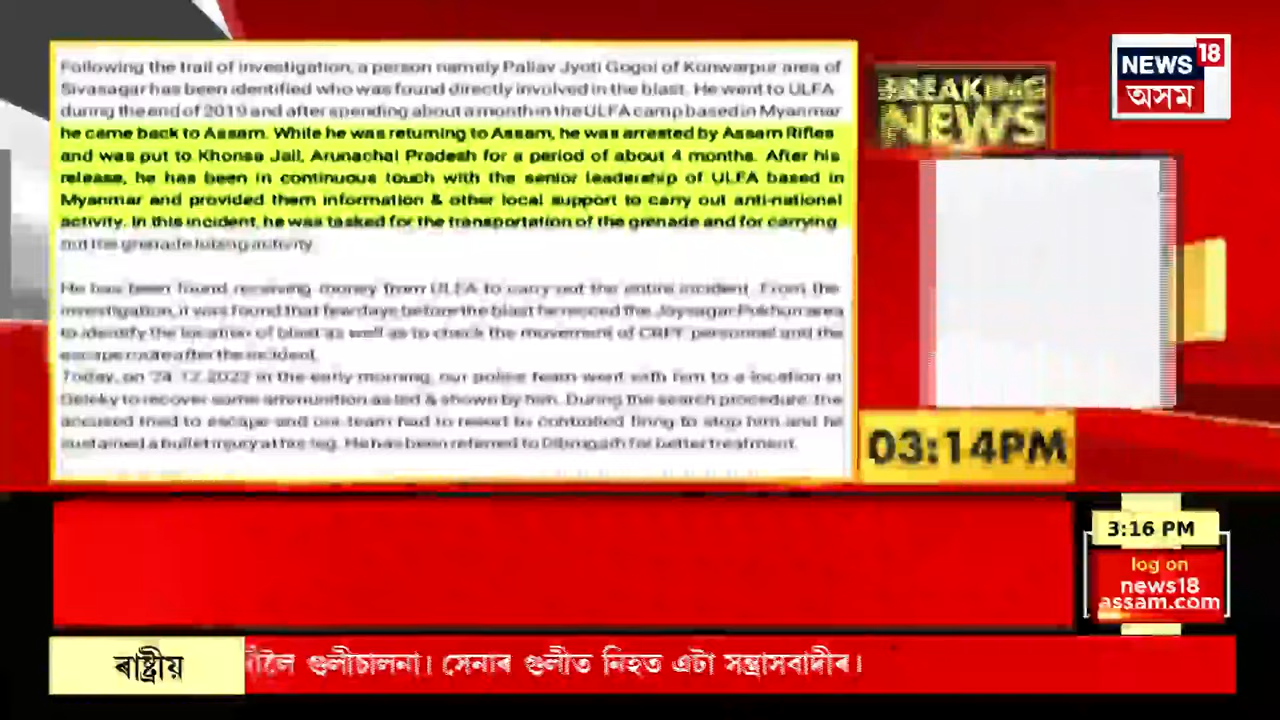 Following the trail of investigation, a person namely Pallav Jyoti Gogoi of Konwarpur area of
Sivasagar has been identified who was found directly involved in the blast. He went to ULFA
during the end of 2019 and after spending about a month in the ULFA camp based in Myanmar
he came back to Assam. While he was returning to Assam, he was arrested by Assam Rifles
and was put to Khonsa Jail, Arunachal Pradesh for a period of about 4 months. After his
release, he has been in continuous touch with the senior leadership of ULFA based in
Myanmar and provided them information & other local support to carry out anti-national
activity. In this incident, he was tasked for the transportation of the grenade and for carrying
out the grenade lobing activity.
He has been found receiving money from ULFA to carry out the entire incident. From the
investigation, it was found that few days before the blast he recced the Joysagar Pokhuri area
to identify the location of blast as well as to check the movement of CRPF personnel and the
escape route after the incident.
Today, on 24.12.2022 in the early morning, our police team went with him to a location at
Geleky to recover some ammunition as led & shown by him. During the search procedure, the
accused tried to escape and our team had to resort to controlled firing to stop him and he
sustained a bullet injury at his leg. He has been referred to Dibrugarh for better treatment.
BREAKING
NEWS
NEWS 18
অসম
03:14PM
3:16 PM
log on
news18
assam.com
ৰাষ্ট্ৰীয়
গুলীচালনা। সেনাৰ গুলীত নিহত এটা সন্ত্ৰাসবাদীৰ।